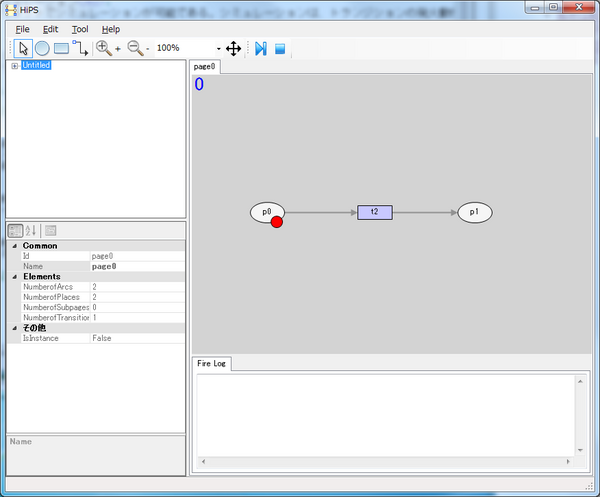 HiPS
File Edit Tool Help
+ - 100%
Untitled
page0
0
p0 t2 p1
Common
Id page0
Name page0
Elements
NumberofArcs 2
NumberofPlaces 2
NumberofSubpages 0
NumberofTransition 1
その他
IsInstance False
Name
Fire Log